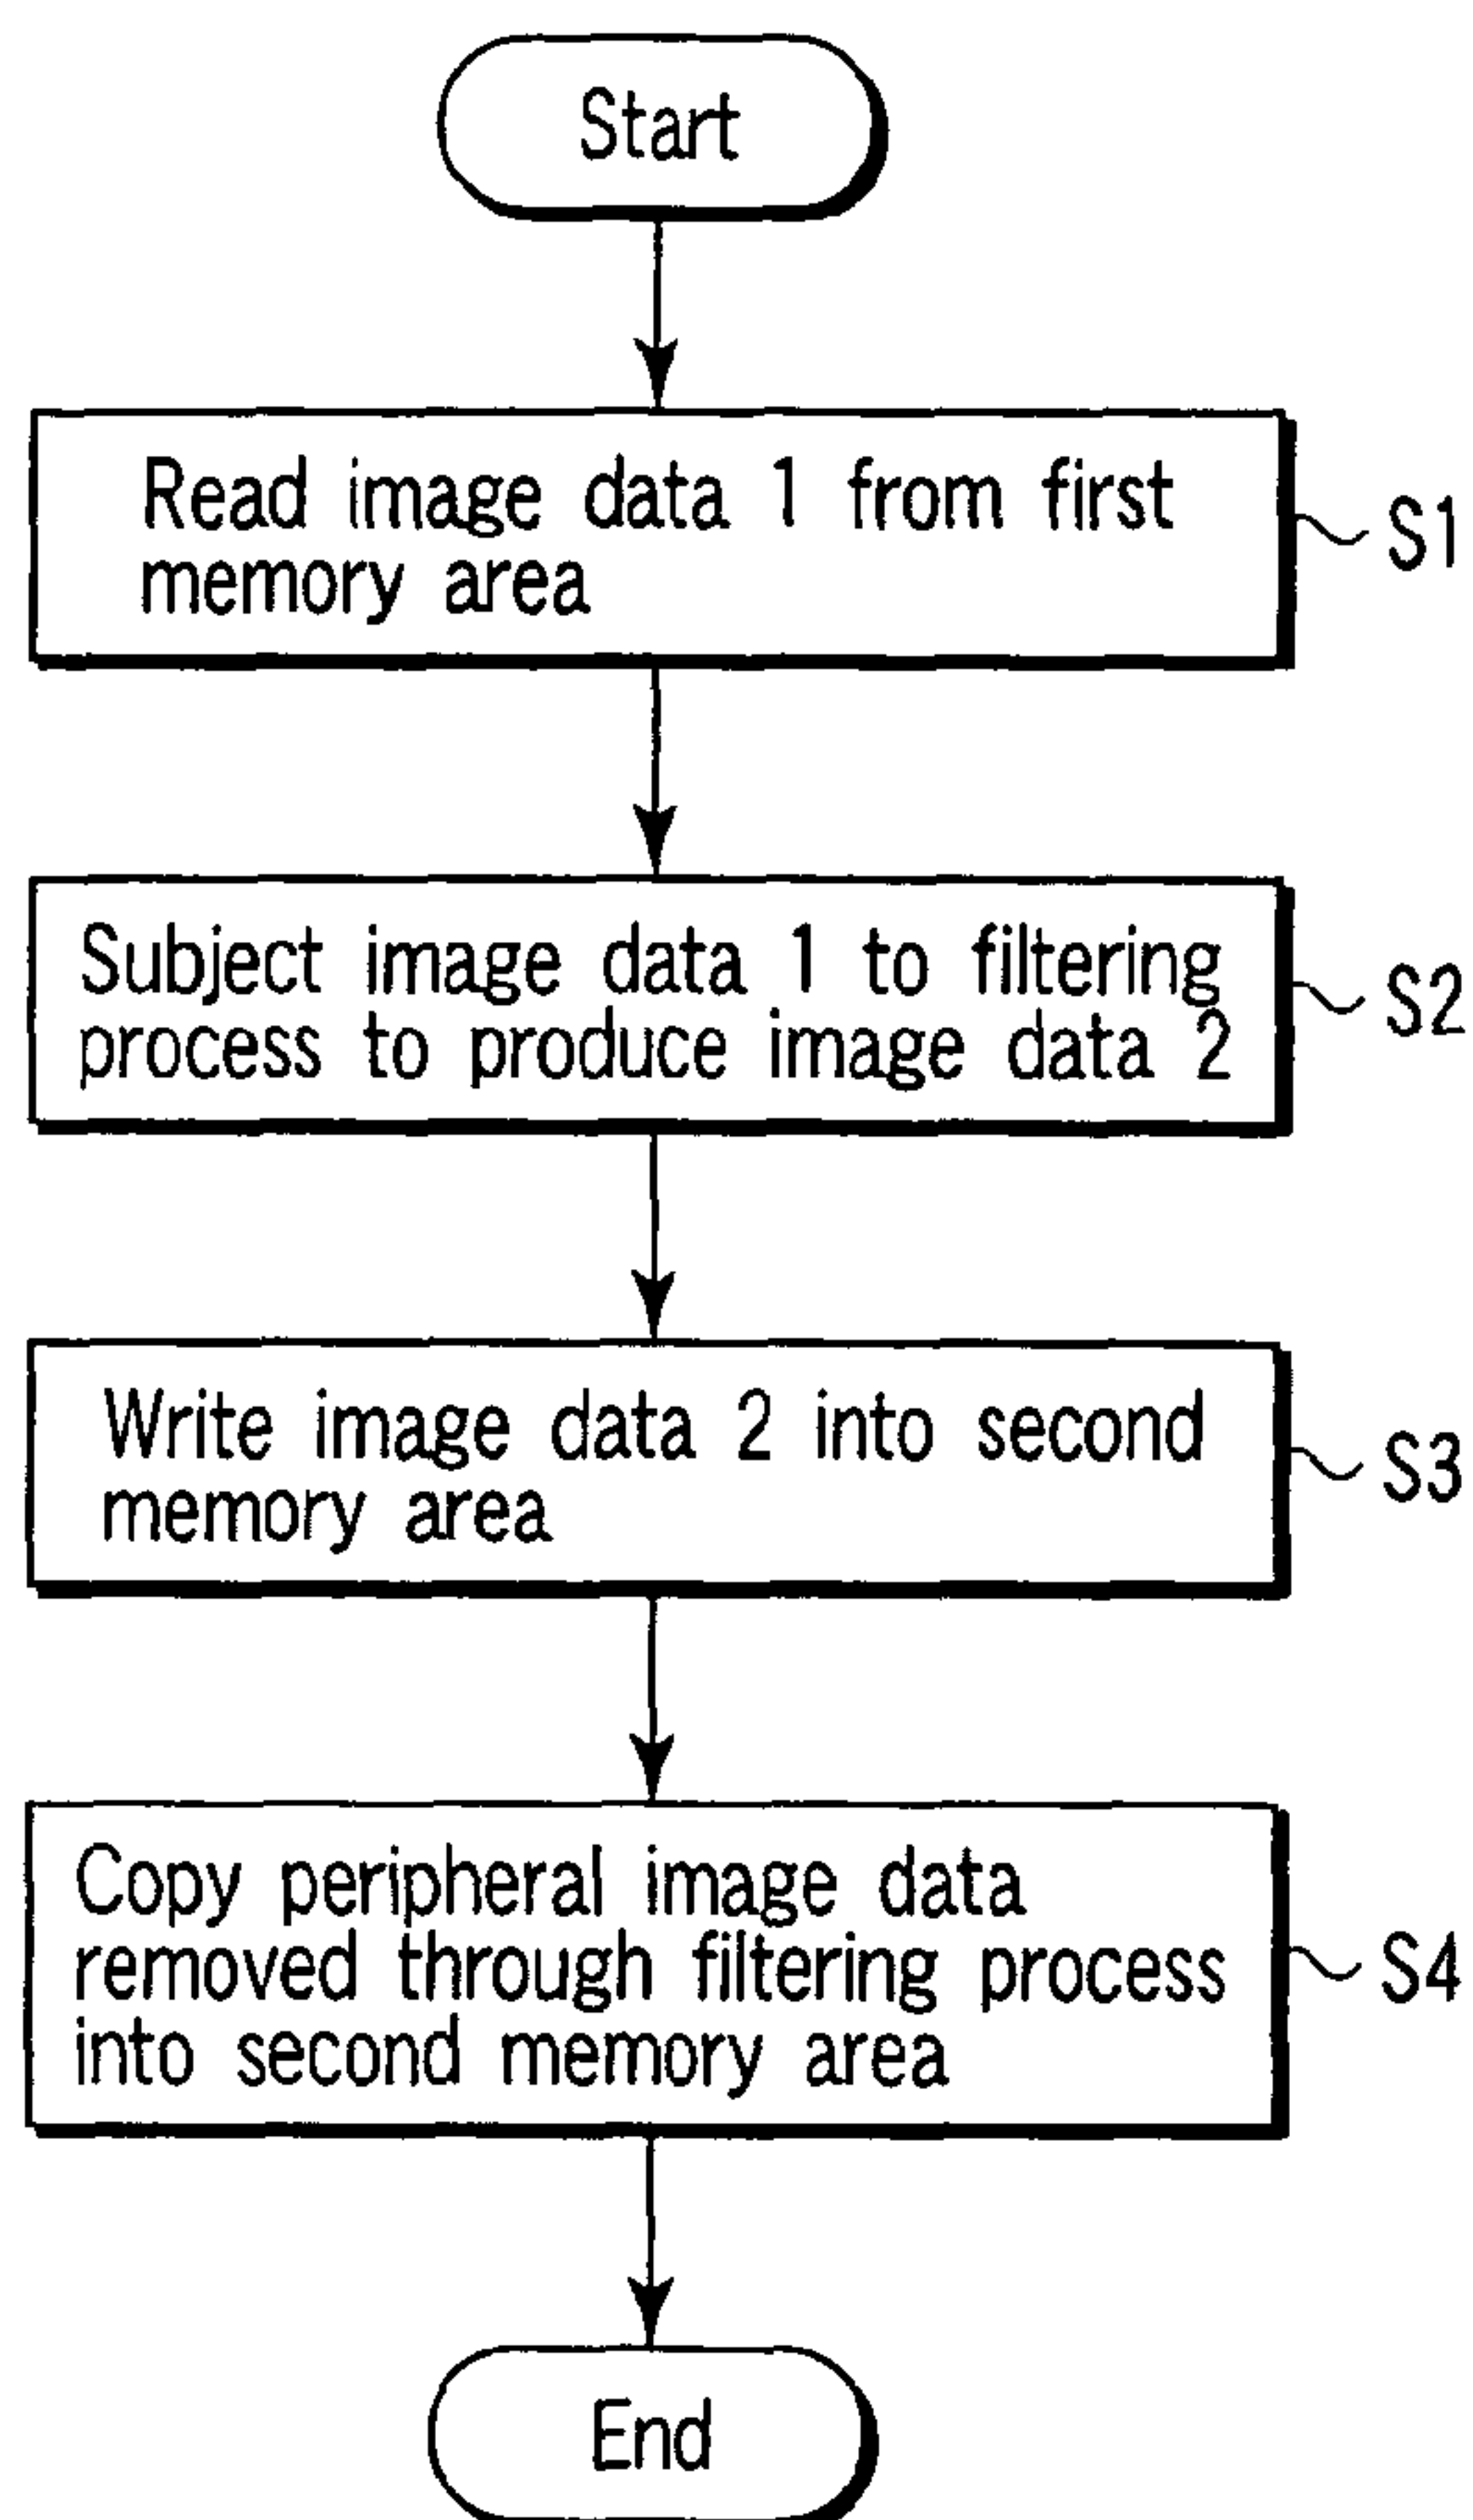 Start
Read image data 1 from first
memory area
S1
Subject image data 1 to filtering
process to produce image data 2
S2
Write image data 2 into second
memory area
S3
Copy peripheral image data
removed through filtering process
into second memory area
S4
End